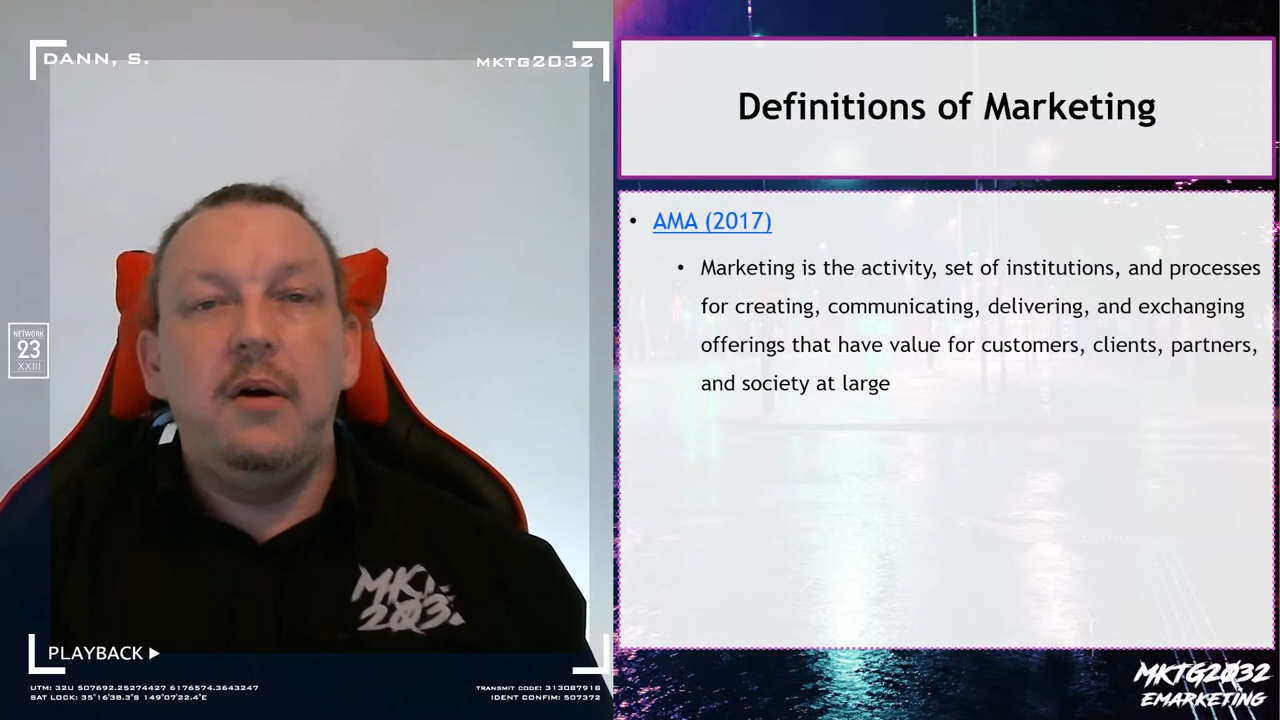 DANN, S.
MKTG2032
NETWORK
23
XXIII
MKT
203
PLAYBACK
UTM: 32U 507692.25274427 6176574.3643247
SAT LOCK: 35°16'38.3"S 149°07'22.4"E
TRANSMIT CODE: 313087918
IDENT CONFIM: 507372
Definitions of Marketing
• AMA (2017)
• Marketing is the activity, set of institutions, and processes
for creating, communicating, delivering, and exchanging
offerings that have value for customers, clients, partners,
and society at large
MKTG2032
EMARKETING